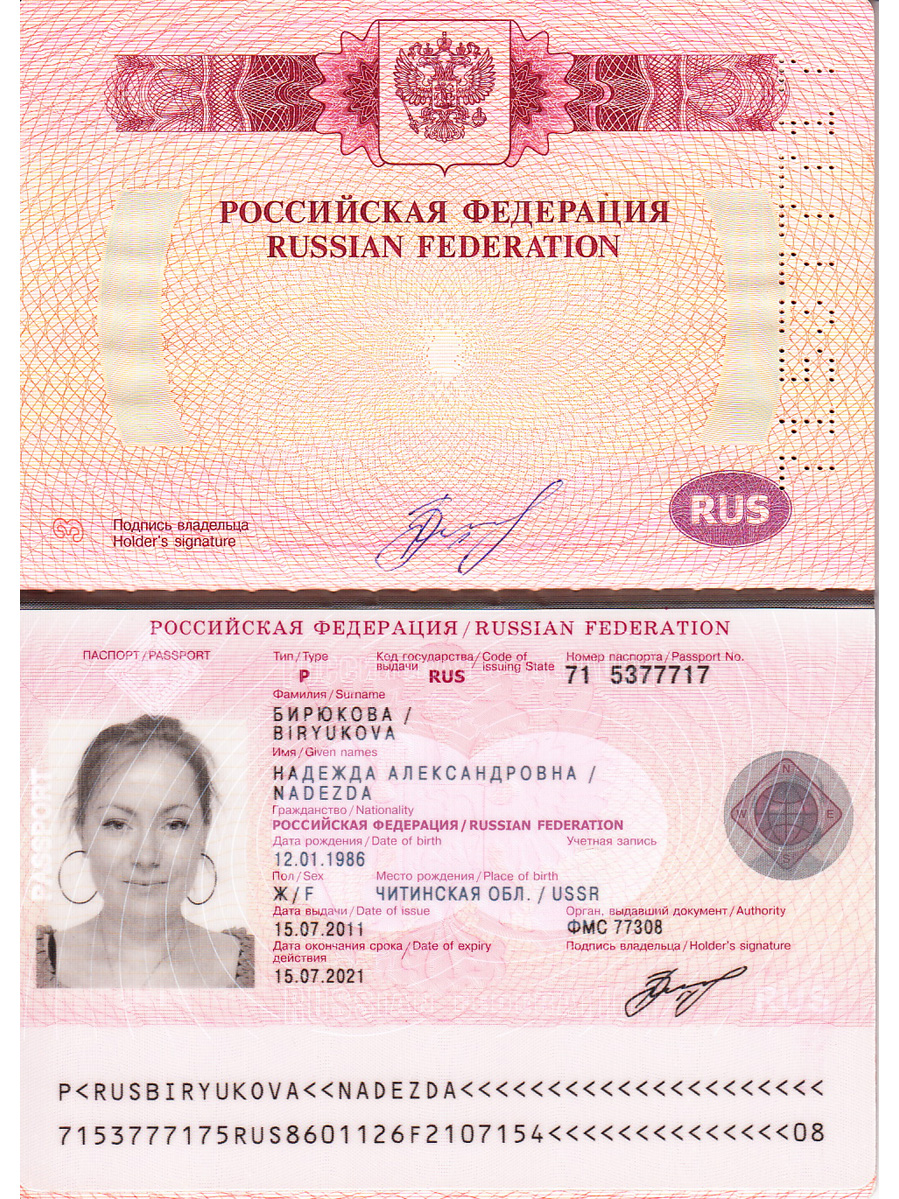 РОССИЙСКАЯ ФЕДЕРАЦИЯ
RUSSIAN FEDERATION
71 5377717
RUS
Подпись владельца
Holder's signature
РОССИЙСКАЯ ФЕДЕРАЦИЯ/RUSSIAN FEDERATION
ПАСПОРТ/PASSPORT
Тип/Type
Код государства/Code of
выдачи issuing State
Номер паспорта/Passport No.
P
RUS
71 5377717
Фамилия/Surname
БИРЮКОВА /
BIRYUKOVA
Имя/Given names
НАДЕЖДА АЛЕКСАНДРОВНА /
NADEZDA
Гражданство/Nationality
РОССИЙСКАЯ ФЕДЕРАЦИЯ/RUSSIAN FEDERATION
Дата рождения/Date of birth
Учетная запись
12.01.1986
Пол/Sex
Место рождения/Place of birth
Ж/F
ЧИТИНСКАЯ ОБЛ. / USSR
Дата выдачи/Date of issue
Орган, выдавший документ/Authority
15.07.2011
ФМС 77308
Дата окончания срока/Date of expiry
действия
Подпись владельца/Holder's signature
15.07.2021
PASSPORT
N
W
E
S
RUS
P<RUSBIRYUKOVA<<NADEZDA<<<<<<<<<<<<<<<<<<<<<
7153777175RUS8601126F2107154<<<<<<<<<<<<<<08